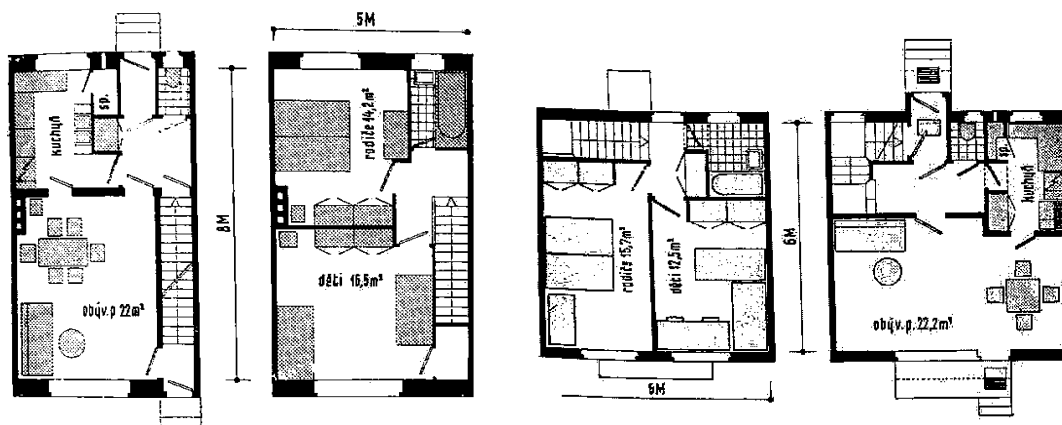 5M
kuchyň
sp.
obýv. p 22m²
8M
rodiče 14,2m²
děti 16,5m²
rodiče 15,7m²
děti 12,5m²
6M
6M
sp.
kuchyň
obýv. p. 22,2m²